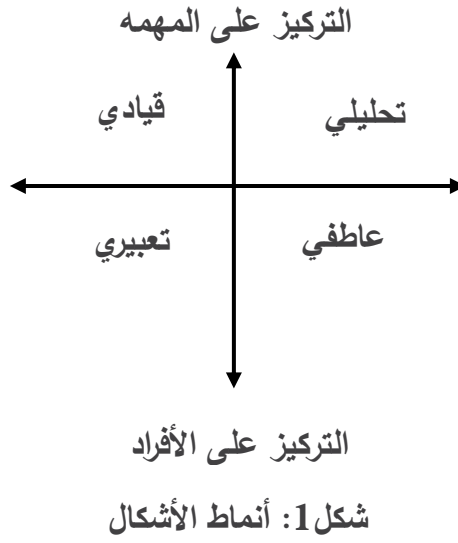 التركيز على المهمه
تحليلي
قيادي
عاطفي
تعبيري
التركيز على الأفراد
شكل1: أنماط الأشكال